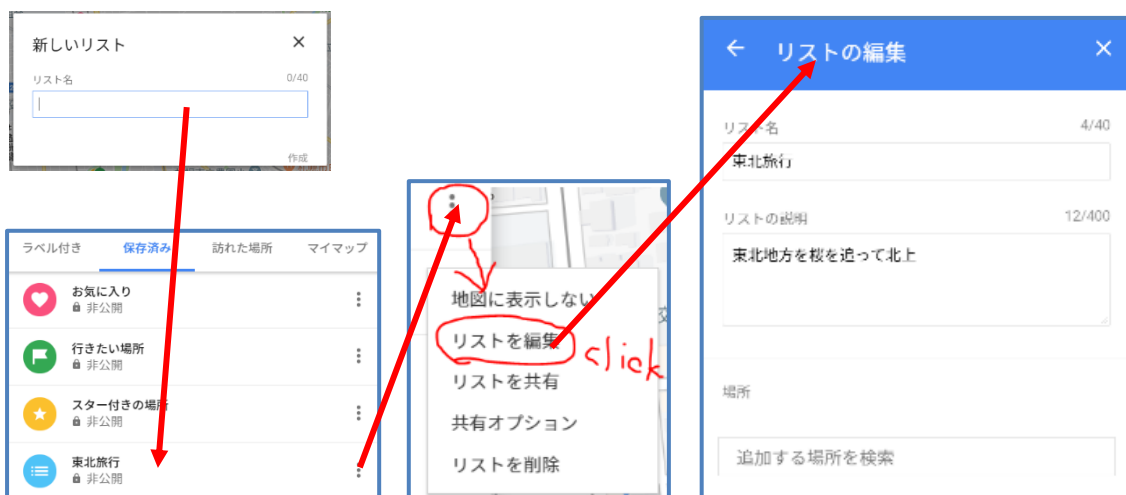 新しいリスト
リスト名 0/40
作成
ラベル付き 保存済み 訪れた場所 マイマップ
お気に入り
非公開
行きたい場所
非公開
スター付きの場所
非公開
東北旅行
非公開
地図に表示しない
リストを編集
click
リストを共有
共有オプション
リストを削除
リストの編集
リスト名 4/40
東北旅行
リストの説明 12/400
東北地方を桜を追って北上
場所
追加する場所を検索